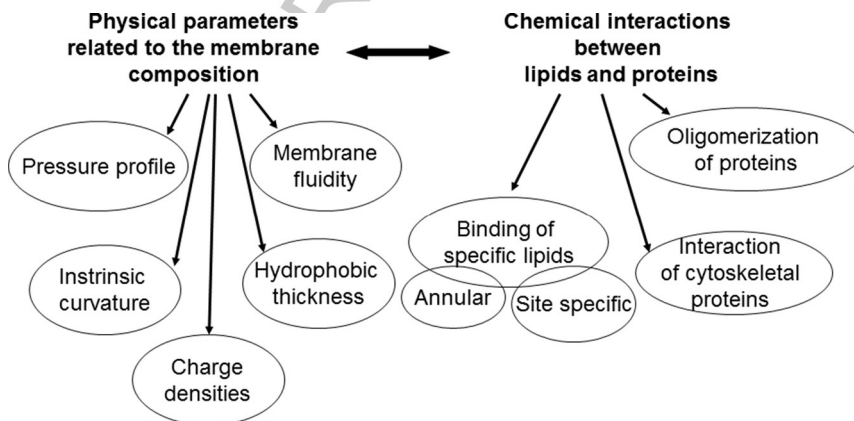 Physical parameters
related to the membrane
composition
Chemical interactions
between
lipids and proteins
Pressure profile
Membrane
fluidity
Instrinsic
curvature
Hydrophobic
thickness
Charge
densities
Oligomerization
of proteins
Binding of
specific lipids
Annular
Site specific
Interaction
of cytoskeletal
proteins